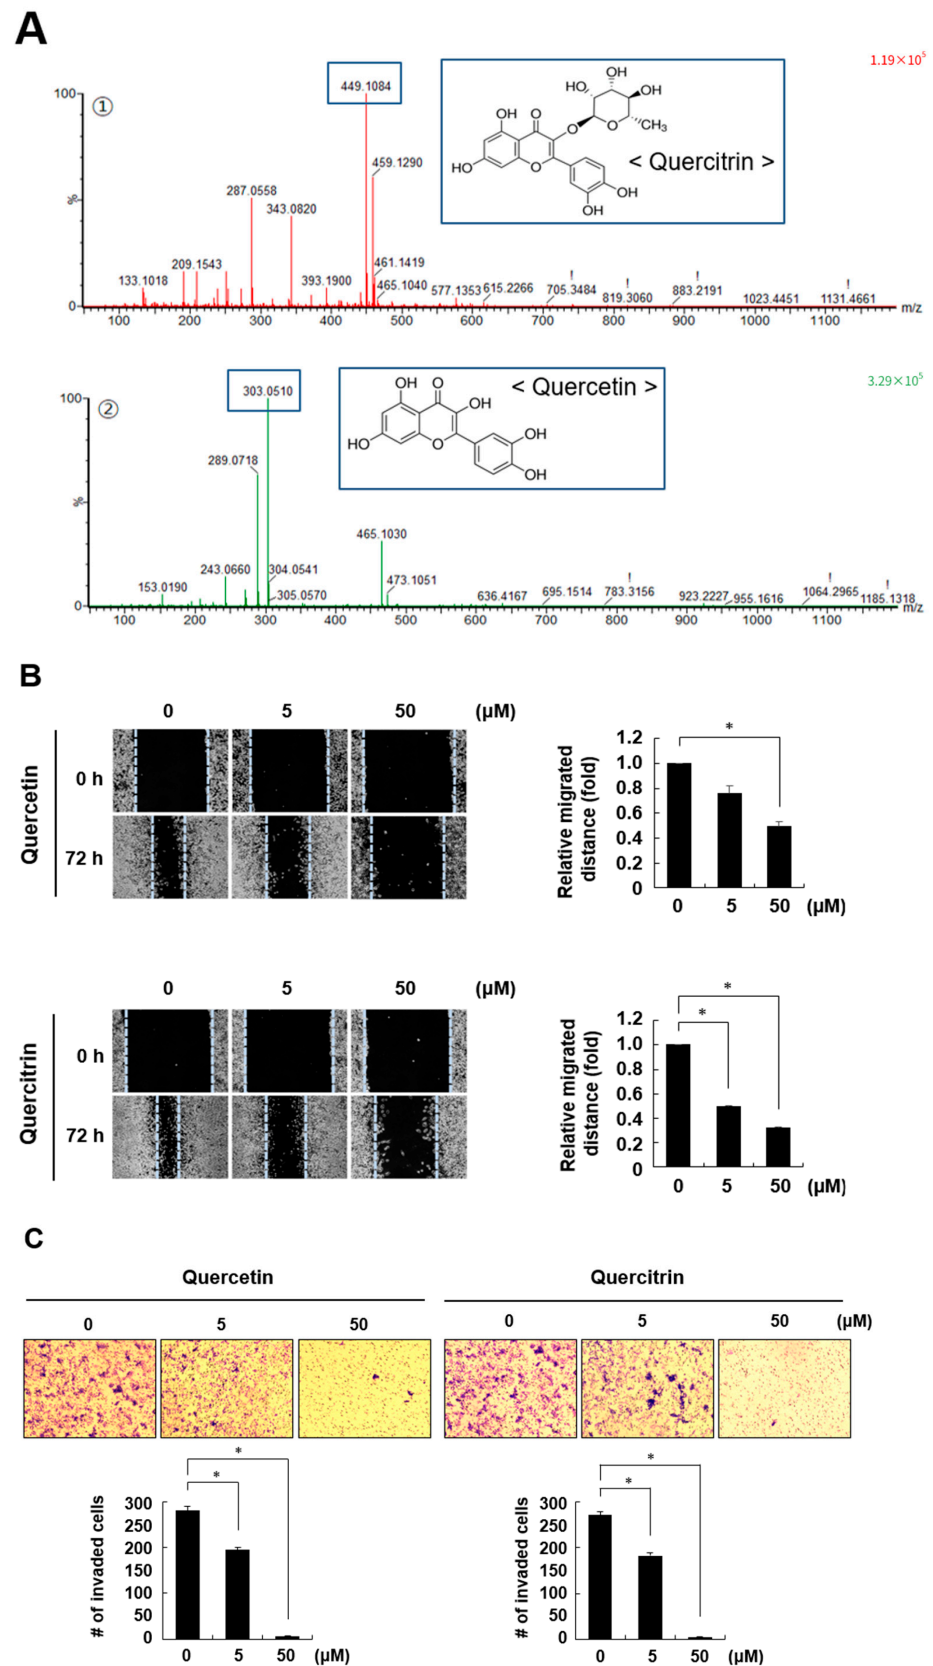 A
1.19×10⁵
①
449.1084
459.1290
287.0558
343.0820
133.1018
209.1543
393.1900
461.1419
465.1040
577.1353
615.2266
705.3484
819.3060
883.2191
1023.4451
1131.4661
! ! ! !
100
%
0
100 200 300 400 500 600 700 800 900 1000 1100 m/z
OH
HO OH
OH O
O O CH₃
HO O
OH
OH
< Quercitrin >
3.29×10⁵
②
303.0510
289.0718
465.1030
243.0660
304.0541
305.0570
153.0190
473.1051
636.4167
695.1514
783.3156
923.2227
955.1616
1064.2965
1185.1318
! ! !
100
%
0
100 200 300 400 500 600 700 800 900 1000 1100 m/z
OH O
OH
HO O
OH
OH
< Quercetin >
B
0 5 50 (µM)
Quercetin
0 h
72 h
Relative migrated
distance (fold)
1.2
1.0
0.8
0.6
0.4
0.2
0
*
0 5 50 (µM)
0 5 50 (µM)
Quercitrin
0 h
72 h
Relative migrated
distance (fold)
1.2
1.0
0.8
0.6
0.4
0.2
0
*
*
0 5 50 (µM)
C
Quercetin
0 5 50
Quercitrin
0 5 50 (µM)
# of invaded cells
300
250
200
150
100
50
0
*
*
0 5 50 (µM)
# of invaded cells
300
250
200
150
100
50
0
*
*
0 5 50 (µM)